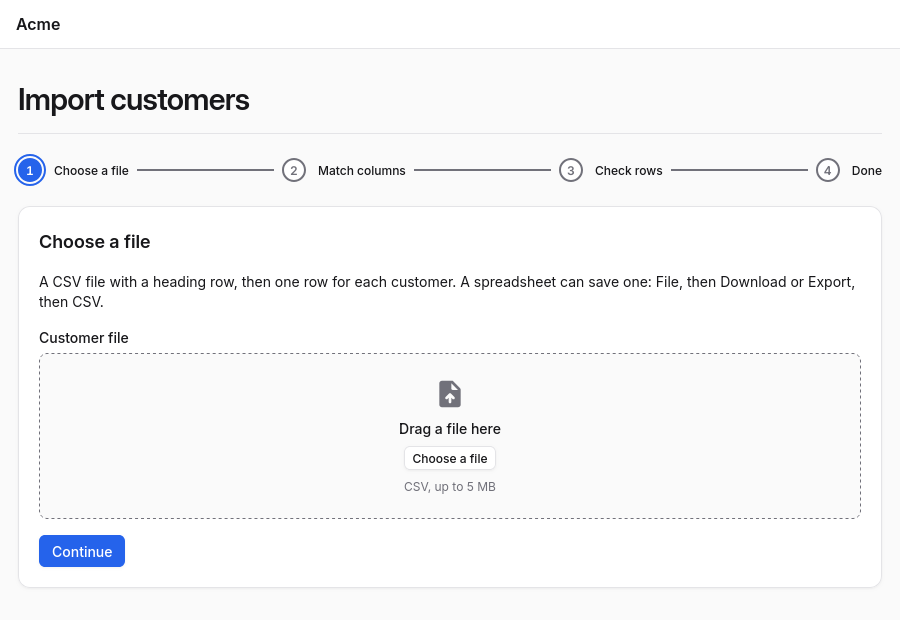 Acme
Import customers
1 Choose a file 2 Match columns 3 Check rows 4 Done
Choose a file
A CSV file with a heading row, then one row for each customer. A spreadsheet can save one: File, then Download or Export,
then CSV.
Customer file
Drag a file here
Choose a file
CSV, up to 5 MB
Continue